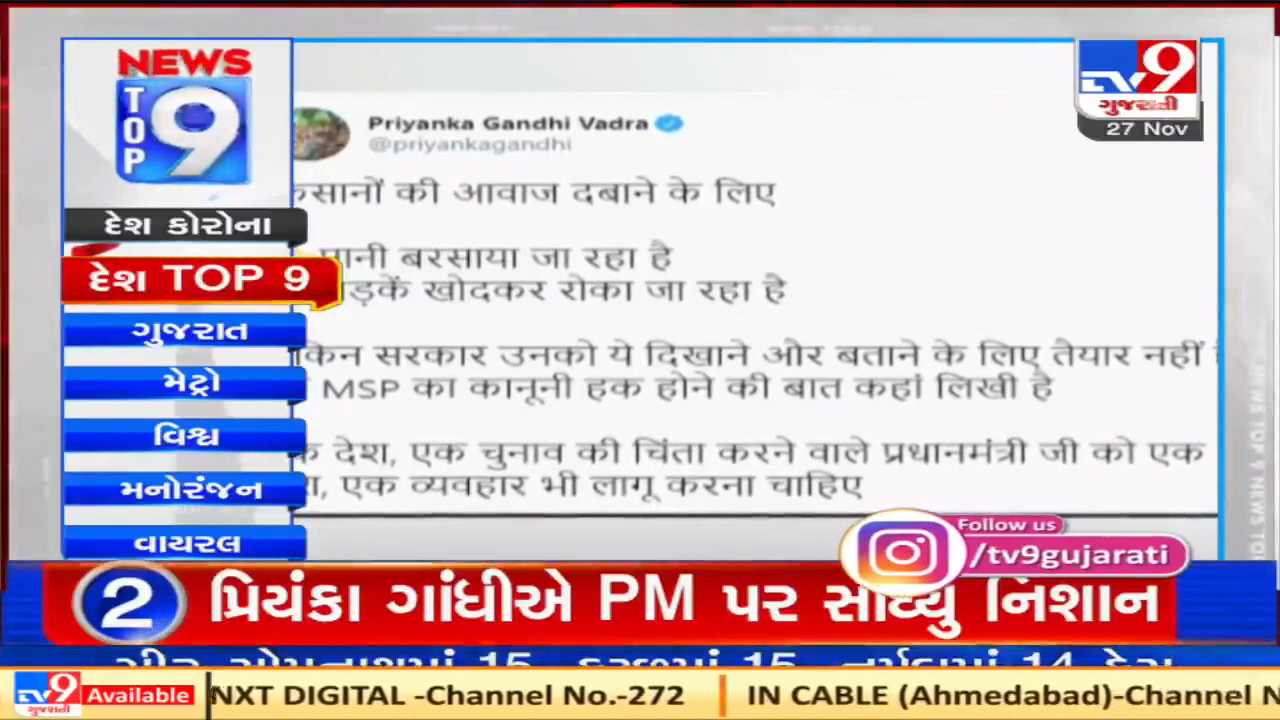 NEWS
TOP
9
TV9
ગુજરાતી
27 Nov
Priyanka Gandhi Vadra
@priyankagandhi
की आवाज दबाने के लिए
बरसाया जा रहा है
खोदकर रोका जा रहा है
सरकार उनको ये दिखाने और बताने के लिए तैयार नहीं
MSP का कानूनी हक होने की बात कहां लिखी है
देश, एक चुनाव की चिंता करने वाले प्रधानमंत्री जी को एक
एक व्यवहार भी लागू करना चाहिए
દેશ કોરોના
દેશ TOP 9
ગુજરાત
મેટ્રો
વિશ્વ
મનોરંજન
વાયરલ
Follow us
/tv9gujarati
2 પ્રિયંકા ગાંધીએ PM પર સાધ્યુ નિશાન
TV9 ગુજરાતી Available NXT DIGITAL -Channel No.-272 IN CABLE (Ahmedabad)-Channel